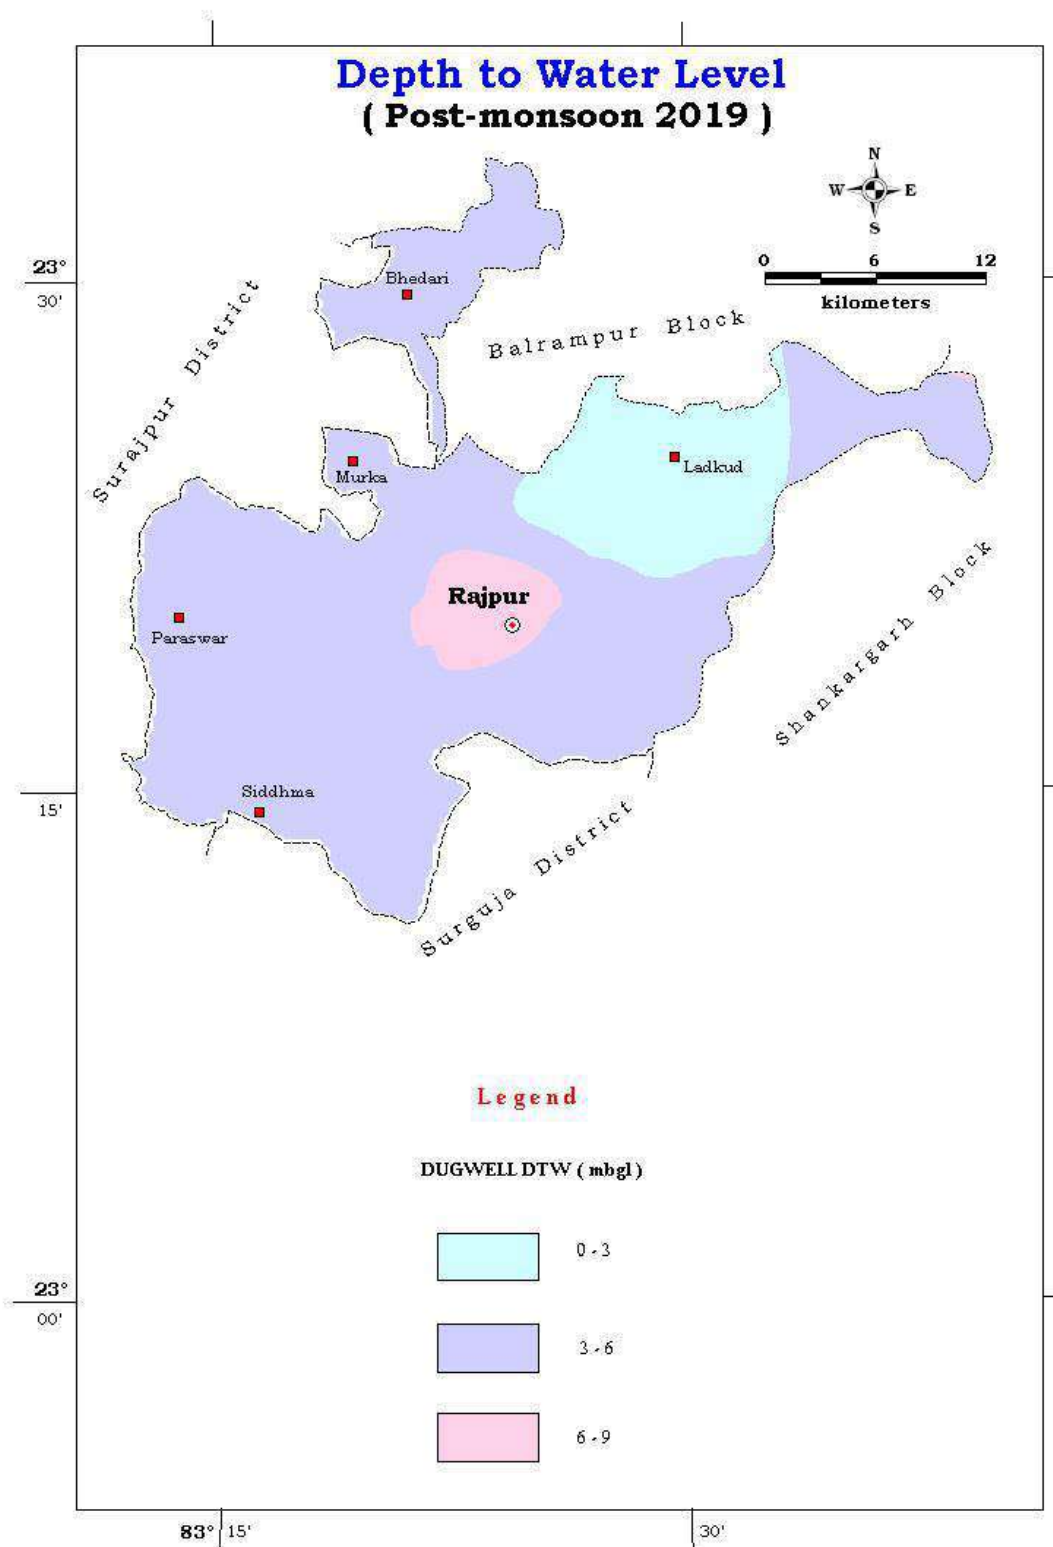 Depth to Water Level
( Post-monsoon 2019 )
N
W E
S
0 6 12
kilometers
23°
30'
Bhedari
Surajpur District
Balrampur Block
Murka
Ladkud
Rajpur
Paraswar
Shankargarh Block
Siddhma
15'
Surguja District
Legend
DUGWELL DTW ( mbgl )
0 - 3
3 - 6
6 - 9
23°
00'
83° 15' 30'